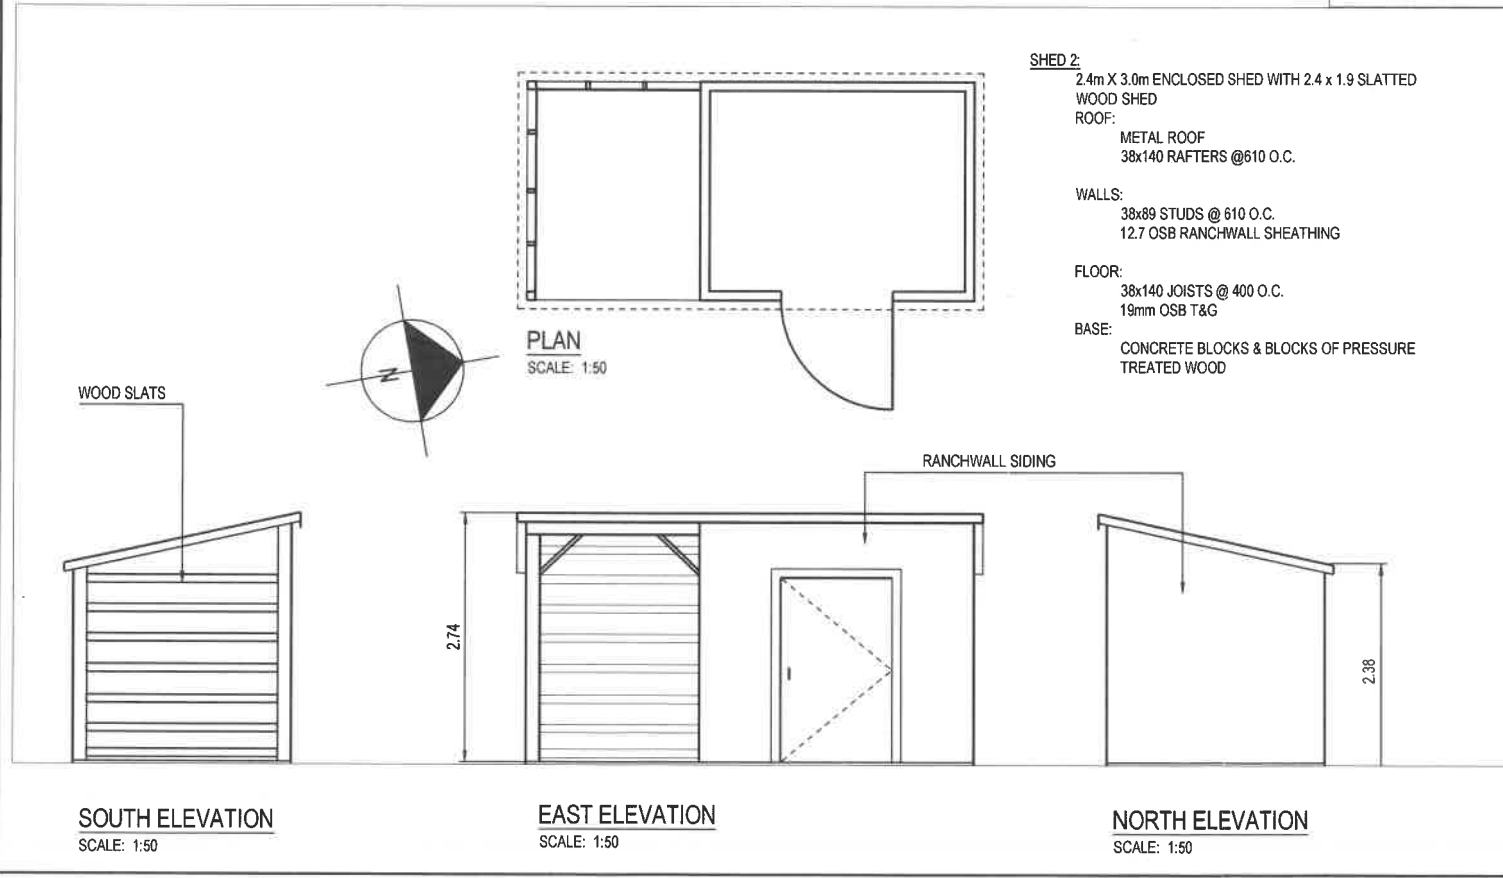 SHED 2:
2.4m X 3.0m ENCLOSED SHED WITH 2.4 x 1.9 SLATTED
WOOD SHED
ROOF:
METAL ROOF
38x140 RAFTERS @610 O.C.
WALLS:
38x89 STUDS @ 610 O.C.
12.7 OSB RANCHWALL SHEATHING
FLOOR:
38x140 JOISTS @ 400 O.C.
19mm OSB T&G
BASE:
CONCRETE BLOCKS & BLOCKS OF PRESSURE
TREATED WOOD
PLAN
SCALE: 1:50
N
WOOD SLATS
RANCHWALL SIDING
2.74
2.38
SOUTH ELEVATION
SCALE: 1:50
EAST ELEVATION
SCALE: 1:50
NORTH ELEVATION
SCALE: 1:50